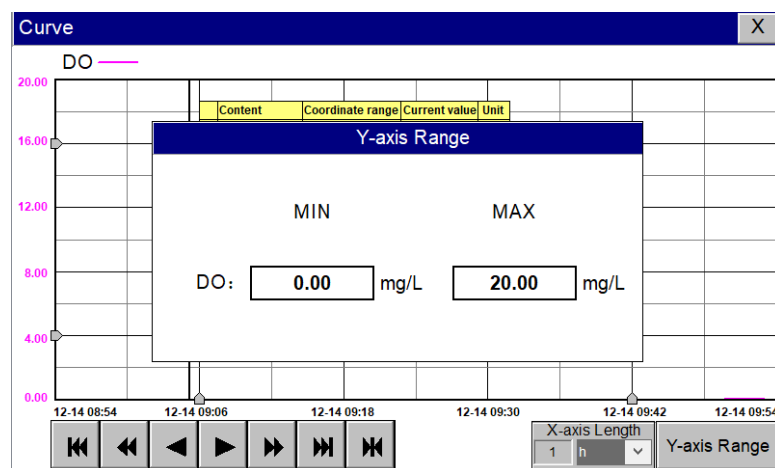 Curve X
DO
20.00
Content Coordinate range Current value Unit
Y-axis Range
16.00
MIN MAX
12.00
DO: 0.00 mg/L 20.00 mg/L
8.00
4.00
0.00
12-14 08:54 12-14 09:06 12-14 09:18 12-14 09:30 12-14 09:42 12-14 09:54
X-axis Length
1 h
Y-axis Range